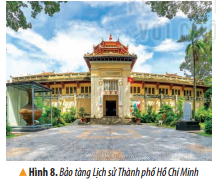 ▲ Hình 8. Bảo tàng Lịch sử Thành phố Hồ Chí Minh